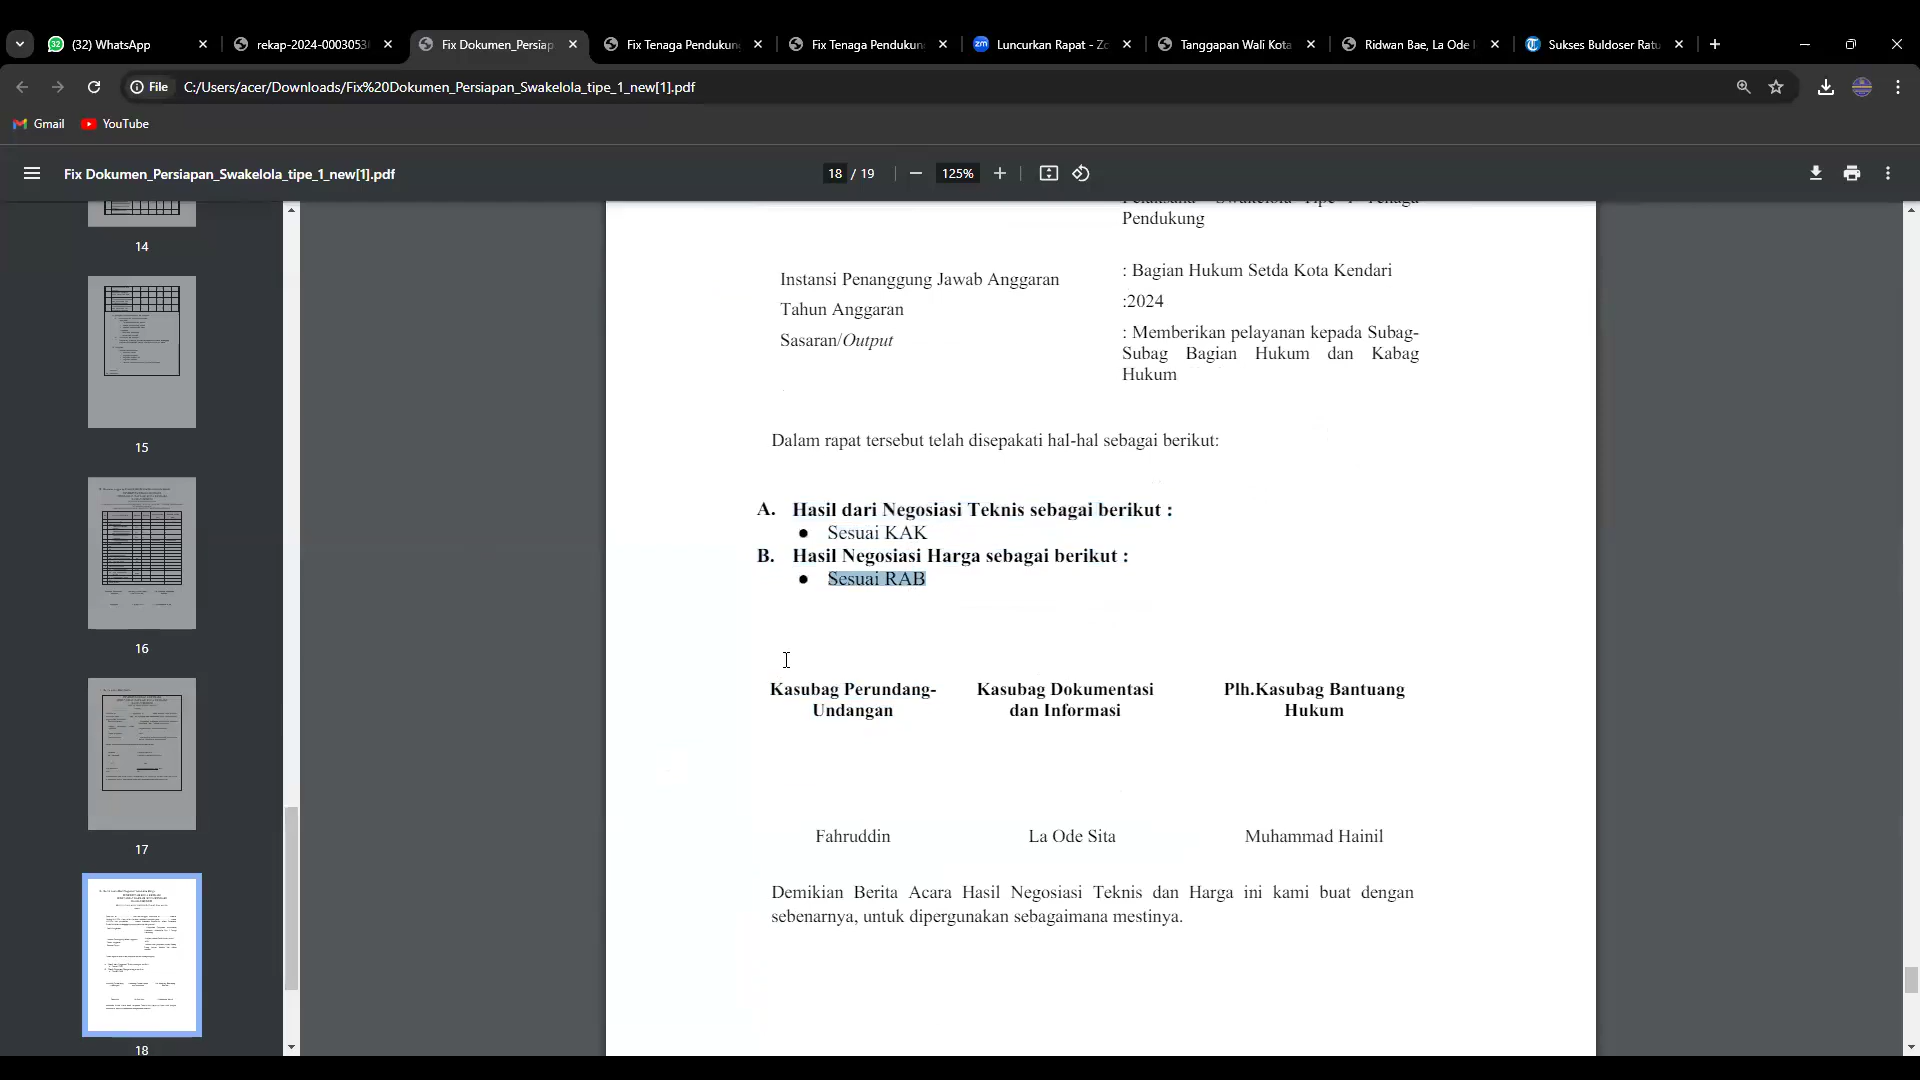 (32) WhatsApp
rekap-2024-0003053
Fix Dokumen_Persiap
Fix Tenaga Pendukun
Fix Tenaga Pendukun
Luncurkan Rapat - Zo
Tanggapan Wali Kota
Ridwan Bae, La Ode
Sukses Buldoser Ratu
File
C:/Users/acer/Downloads/Fix%20Dokumen_Persiapan_Swakelola_tipe_1_new[1].pdf
Gmail
YouTube
Fix Dokumen_Persiapan_Swakelola_tipe_1_new[1].pdf
18 / 19
125%
14
15
16
17
18
Pendukung
Instansi Penanggung Jawab Anggaran
: Bagian Hukum Setda Kota Kendari
Tahun Anggaran
:2024
Sasaran/Output
: Memberikan pelayanan kepada Subag-
Subag Bagian Hukum dan Kabag
Hukum
Dalam rapat tersebut telah disepakati hal-hal sebagai berikut:
A. Hasil dari Negosiasi Teknis sebagai berikut :
● Sesuai KAK
B. Hasil Negosiasi Harga sebagai berikut :
● Sesuai RAB
Kasubag Perundang-
Undangan
Kasubag Dokumentasi
dan Informasi
Plh.Kasubag Bantuang
Hukum
Fahruddin
La Ode Sita
Muhammad Hainil
Demikian Berita Acara Hasil Negosiasi Teknis dan Harga ini kami buat dengan
sebenarnya, untuk dipergunakan sebagaimana mestinya.